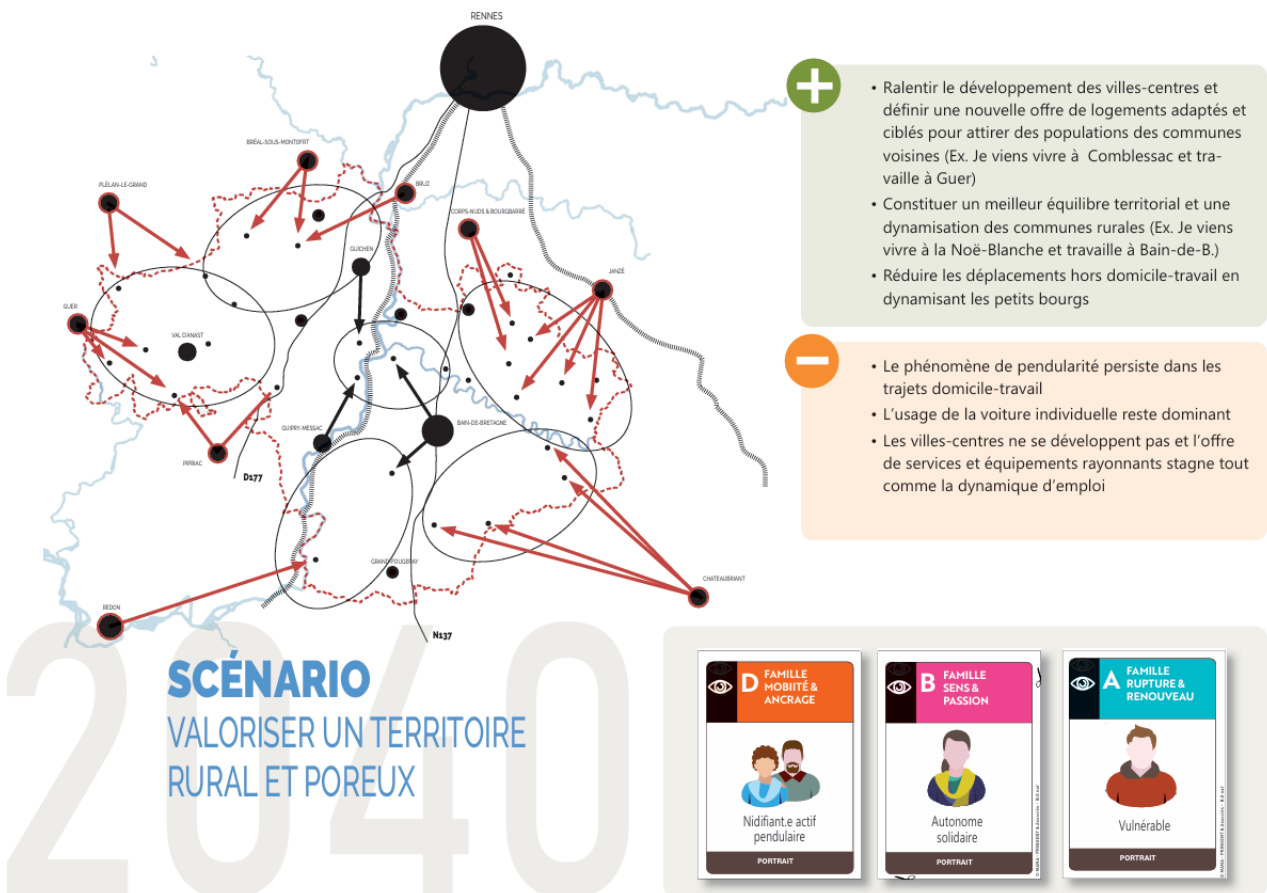 RENNES
BRÉAL-SOUS-MONTOFRT
PLÉLAN-LE-GRAND
BRUZ
CORPS-NUDS & BOURGBARRÉ
GUICHEN
JANZÉ
GUER
VAL D'ANAST
GUIPRY-MESSAC
BAIN-DE-BRETAGNE
PIPIRAC
D177
GRAND-FOUGERAY
CHATEAUBRIANT
REDON
N137
+
• Ralentir le développement des villes-centres et
définir une nouvelle offre de logements adaptés et
ciblés pour attirer des populations des communes
voisines (Ex. Je viens vivre à Comblessac et tra-
vaille à Guer)
• Constituer un meilleur équilibre territorial et une
dynamisation des communes rurales (Ex. Je viens
vivre à la Noë-Blanche et travaille à Bain-de-B.)
• Réduire les déplacements hors domicile-travail en
dynamisant les petits bourgs
−
• Le phénomène de pendularité persiste dans les
trajets domicile-travail
• L'usage de la voiture individuelle reste dominant
• Les villes-centres ne se développent pas et l'offre
de services et équipements rayonnants stagne tout
comme la dynamique d'emploi
2040
SCÉNARIO
VALORISER UN TERRITOIRE
RURAL ET POREUX
D FAMILLE
MOBIITÉ &
ANCRAGE
Nidifiant.e actif
pendulaire
PORTRAIT
B FAMILLE
SENS &
PASSION
Autonome
solidaire
PORTRAIT
A FAMILLE
RUPTURE &
RENOUVEAU
Vulnérable
PORTRAIT